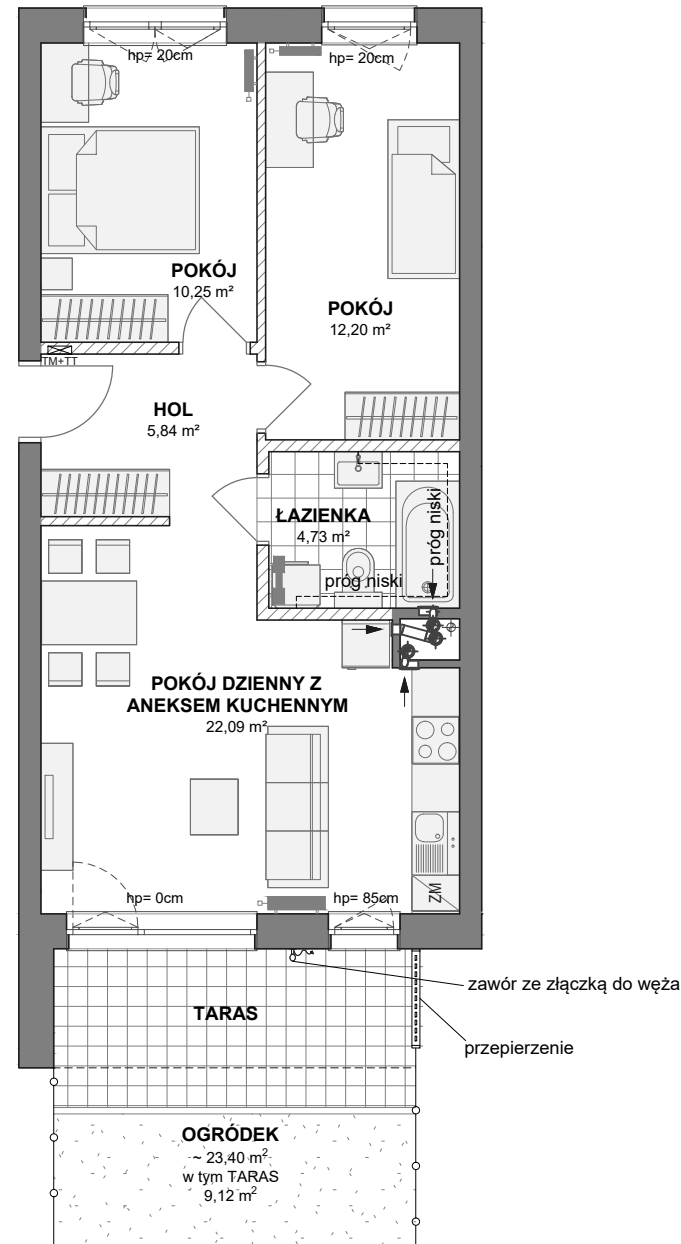 hp= 20cm
hp= 20cm
POKÓJ
10,25 m²
POKÓJ
12,20 m²
TM+TT
HOL
5,84 m²
ŁAZIENKA
4,73 m²
próg niski
próg niski
POKÓJ DZIENNY Z
ANEKSEM KUCHENNYM
22,09 m²
ZM
hp= 0cm
hp= 85cm
zawór ze złączką do węża
TARAS
przepierzenie
OGRÓDEK
~ 23,40 m²
w tym TARAS
9,12 m²